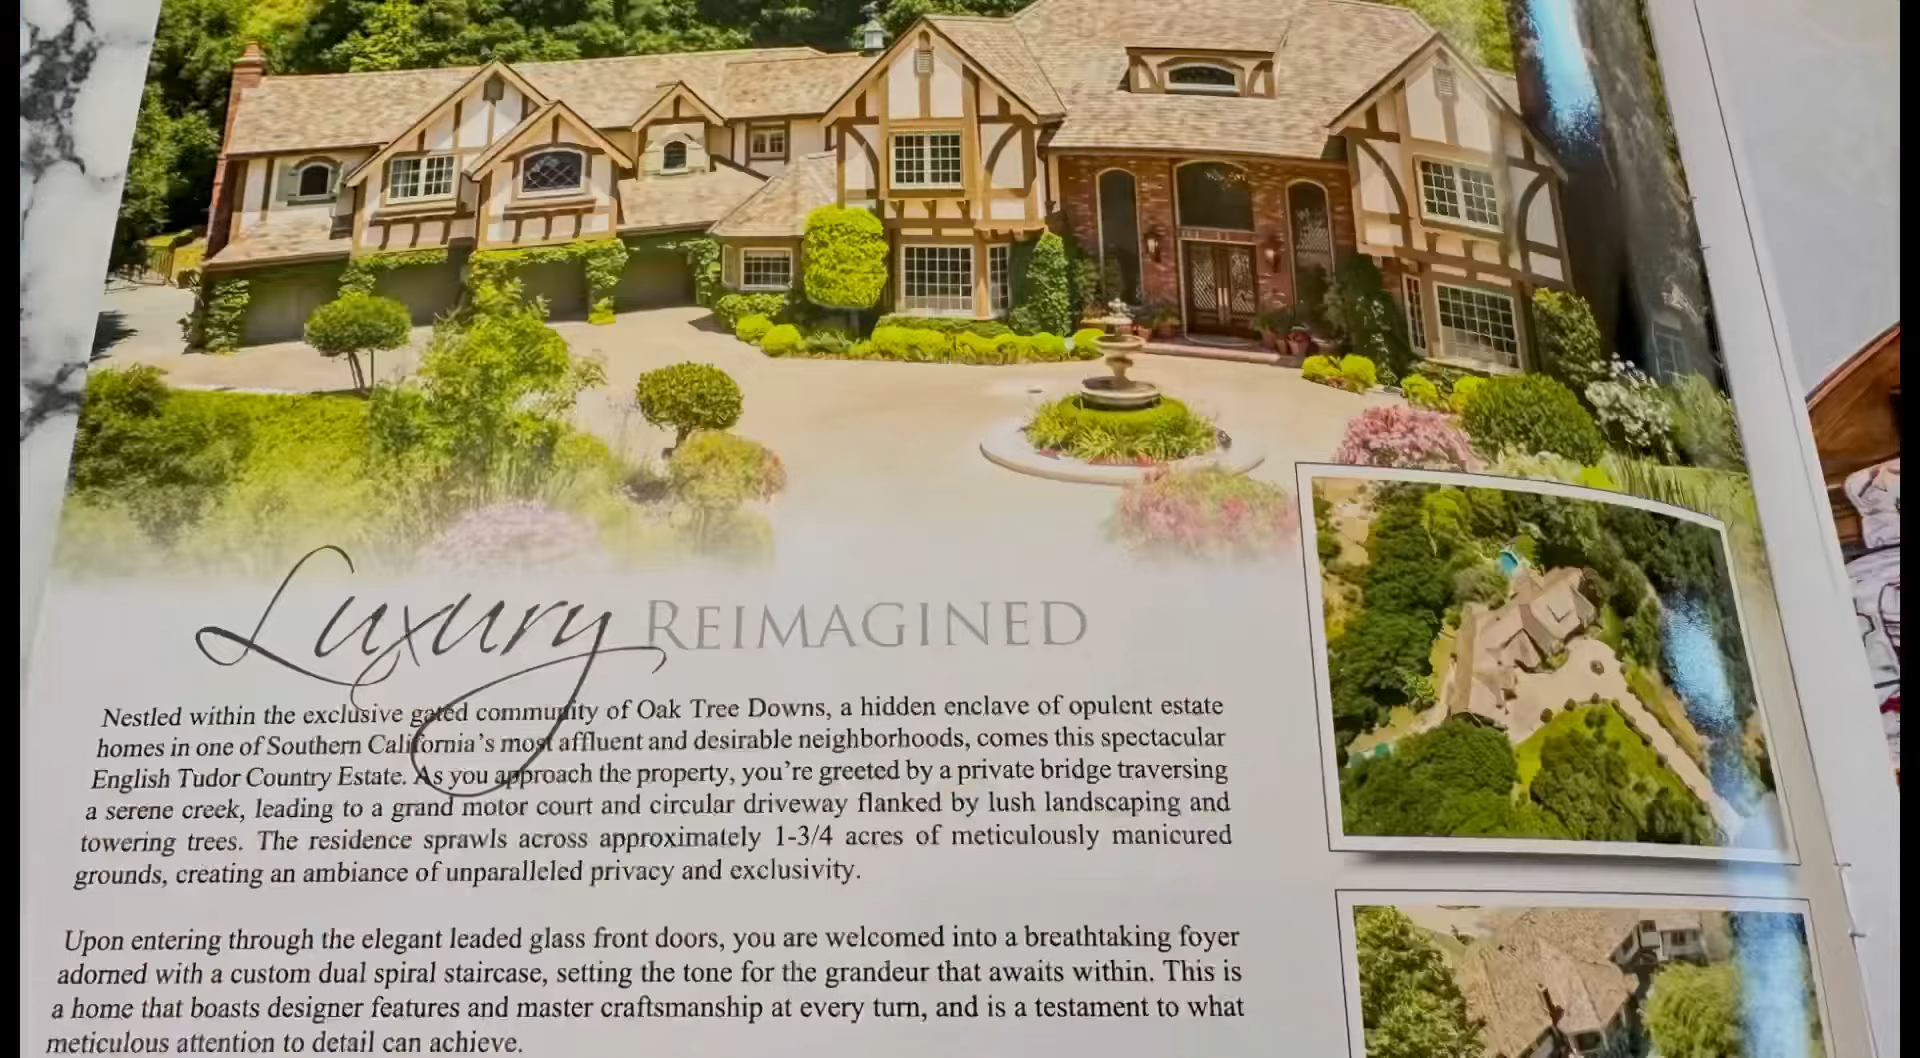 Luxury REIMAGINED
Nestled within the exclusive gated community of Oak Tree Downs, a hidden enclave of opulent estate
homes in one of Southern California's most affluent and desirable neighborhoods, comes this spectacular
English Tudor Country Estate. As you approach the property, you're greeted by a private bridge traversing
a serene creek, leading to a grand motor court and circular driveway flanked by lush landscaping and
towering trees. The residence sprawls across approximately 1-3/4 acres of meticulously manicured
grounds, creating an ambiance of unparalleled privacy and exclusivity.
Upon entering through the elegant leaded glass front doors, you are welcomed into a breathtaking foyer
adorned with a custom dual spiral staircase, setting the tone for the grandeur that awaits within. This is
a home that boasts designer features and master craftsmanship at every turn, and is a testament to what
meticulous attention to detail can achieve.